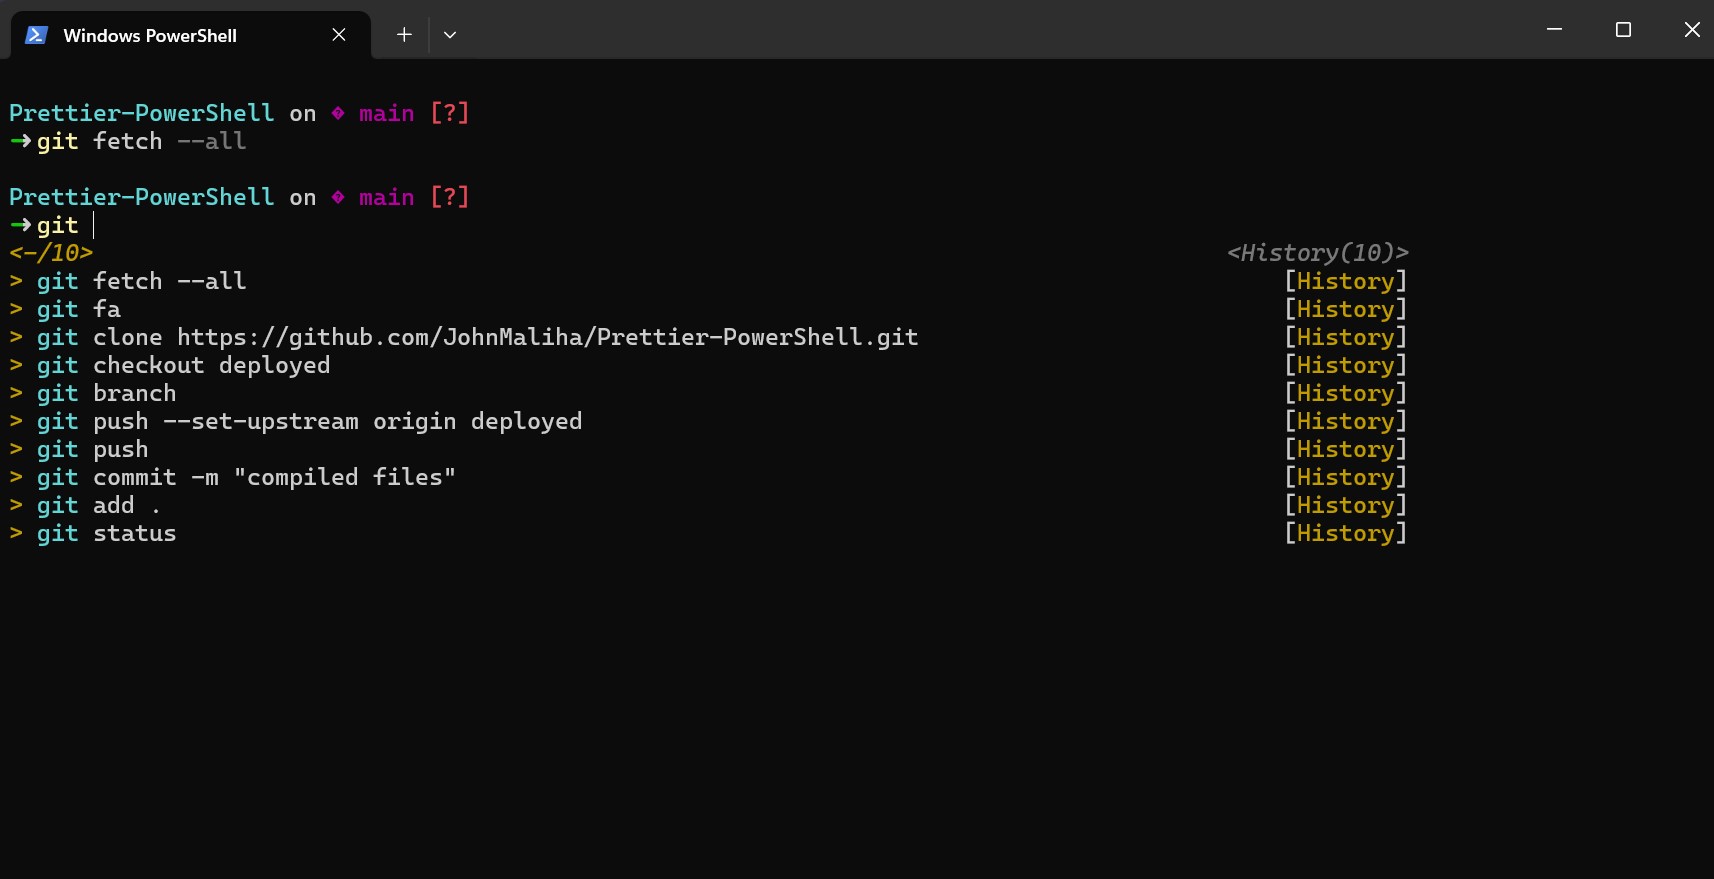 Windows PowerShell
Prettier-PowerShell on � main [?]
➜ git fetch --all
Prettier-PowerShell on � main [?]
➜ git
<-/10> <History(10)>
> git fetch --all [History]
> git fa [History]
> git clone https://github.com/JohnMaliha/Prettier-PowerShell.git [History]
> git checkout deployed [History]
> git branch [History]
> git push --set-upstream origin deployed [History]
> git push [History]
> git commit -m "compiled files" [History]
> git add . [History]
> git status [History]